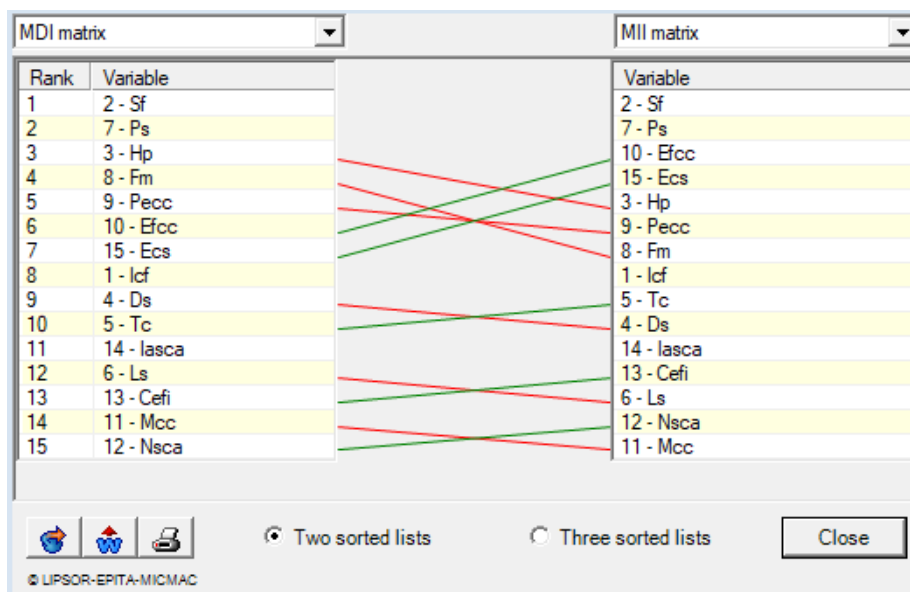 MDI matrix MII matrix
Rank Variable Variable
1 2 - Sf 2 - Sf
2 7 - Ps 7 - Ps
3 3 - Hp 10 - Efcc
4 8 - Fm 15 - Ecs
5 9 - Pecc 3 - Hp
6 10 - Efcc 9 - Pecc
7 15 - Ecs 8 - Fm
8 1 - Icf 1 - Icf
9 4 - Ds 5 - Tc
10 5 - Tc 4 - Ds
11 14 - Iasca 14 - Iasca
12 6 - Ls 13 - Cefi
13 13 - Cefi 6 - Ls
14 11 - Mcc 12 - Nsca
15 12 - Nsca 11 - Mcc
Two sorted lists Three sorted lists Close
© LIPSOR-EPITA-MICMAC